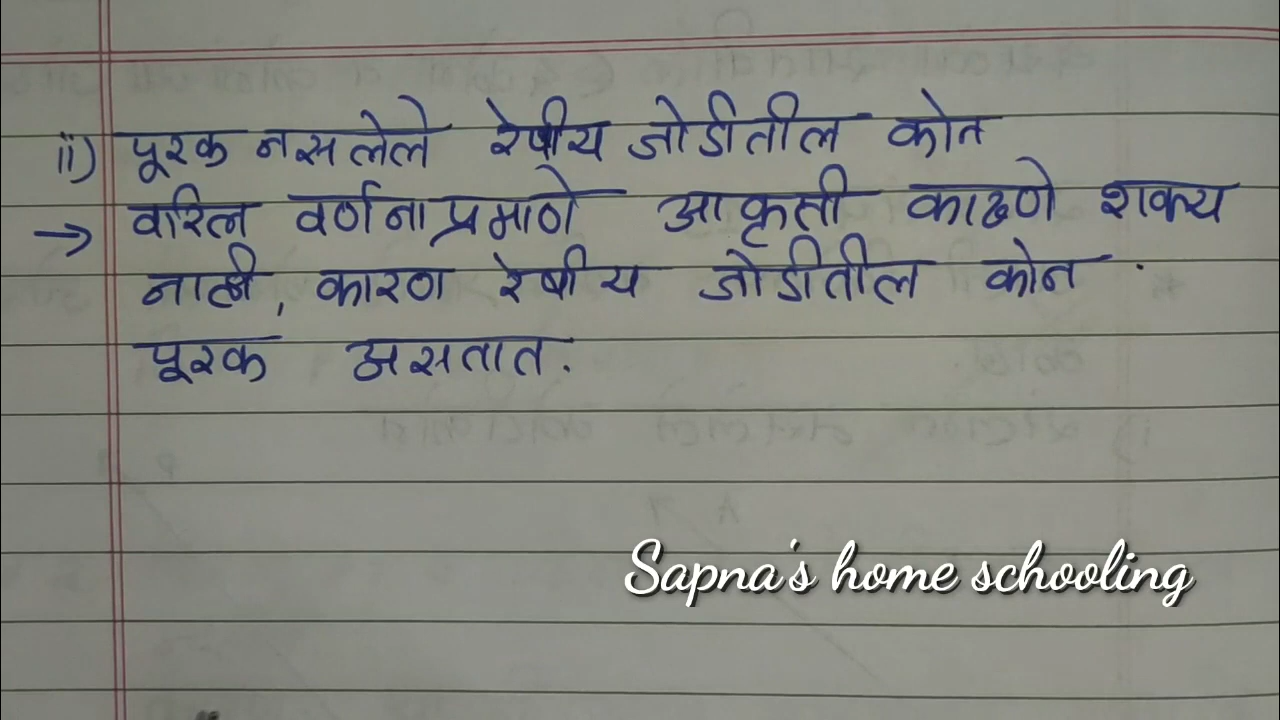 ii) पूरक नसलेले रेषीय जोडीतील कोन
→ वरिल वर्णनाप्रमाणे आकृती काढणे शक्य
नाही, कारण रेषीय जोडीतील कोन
पूरक असतात.
Sapna's home schooling